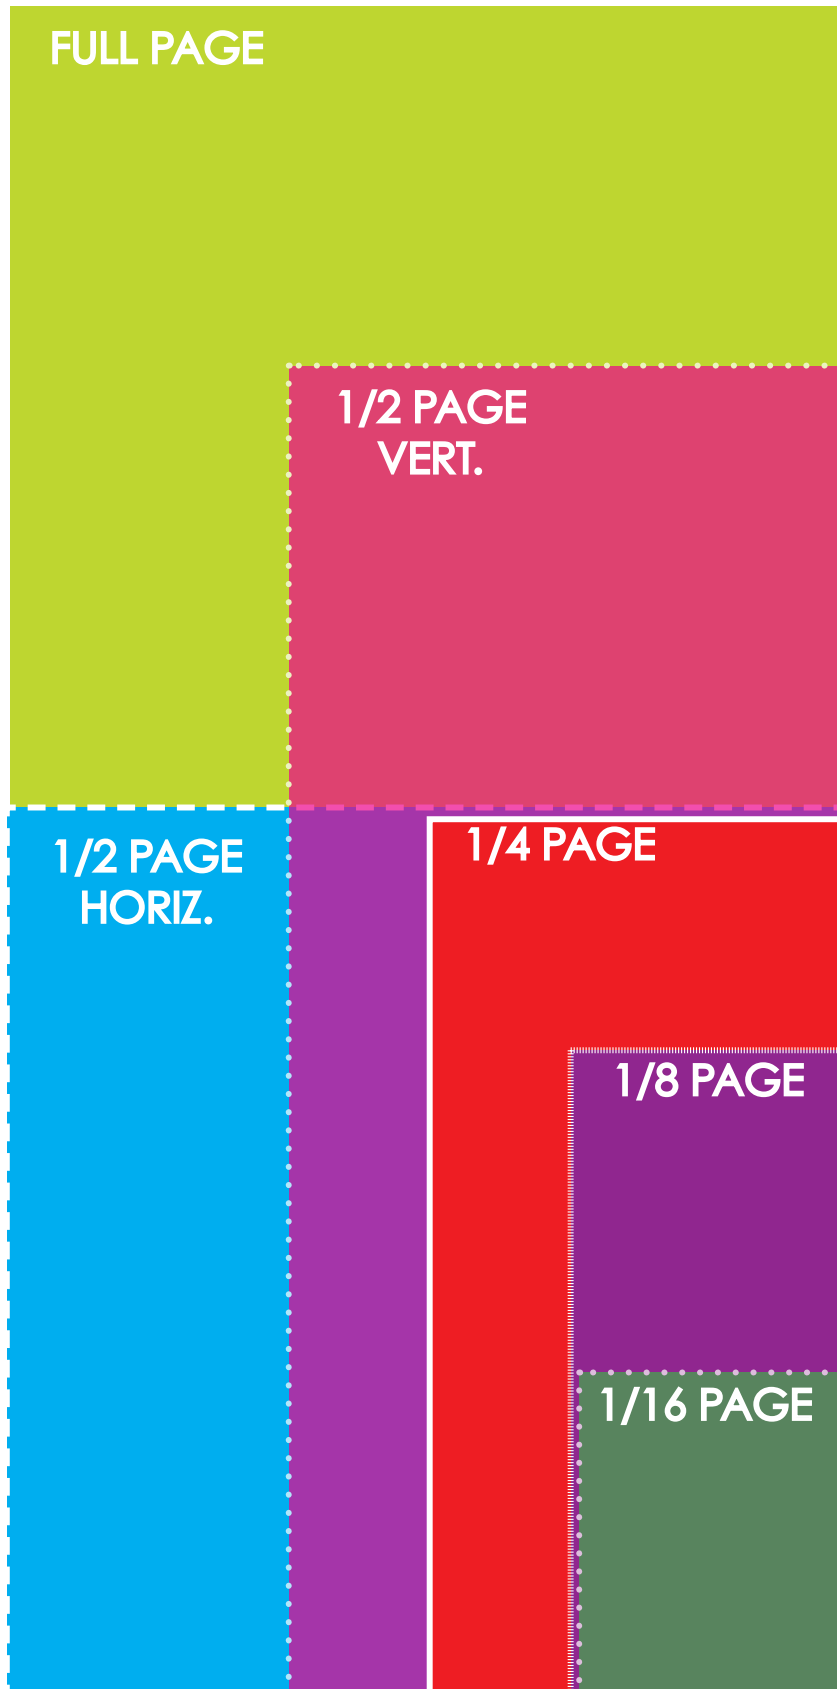 FULL PAGE
1/2 PAGE
VERT.
1/2 PAGE
HORIZ.
1/4 PAGE
1/8 PAGE
1/16 PAGE